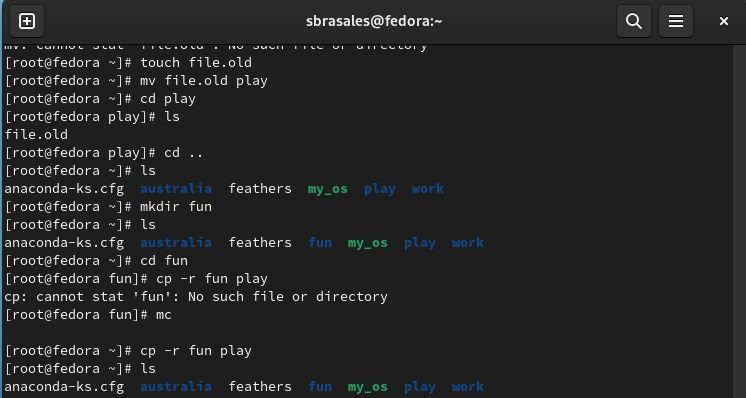 sbrasales@fedora:~
mv: cannot stat 'file.old': No such file or directory
[root@fedora ~]# touch file.old
[root@fedora ~]# mv file.old play
[root@fedora ~]# cd play
[root@fedora play]# ls
file.old
[root@fedora play]# cd ..
[root@fedora ~]# ls
anaconda-ks.cfg  australia  feathers  my_os  play  work
[root@fedora ~]# mkdir fun
[root@fedora ~]# ls
anaconda-ks.cfg  australia  feathers  fun  my_os  play  work
[root@fedora ~]# cd fun
[root@fedora fun]# cp -r fun play
cp: cannot stat 'fun': No such file or directory
[root@fedora fun]# mc
[root@fedora ~]# cp -r fun play
[root@fedora ~]# ls
anaconda-ks.cfg  australia  feathers  fun  my_os  play  work